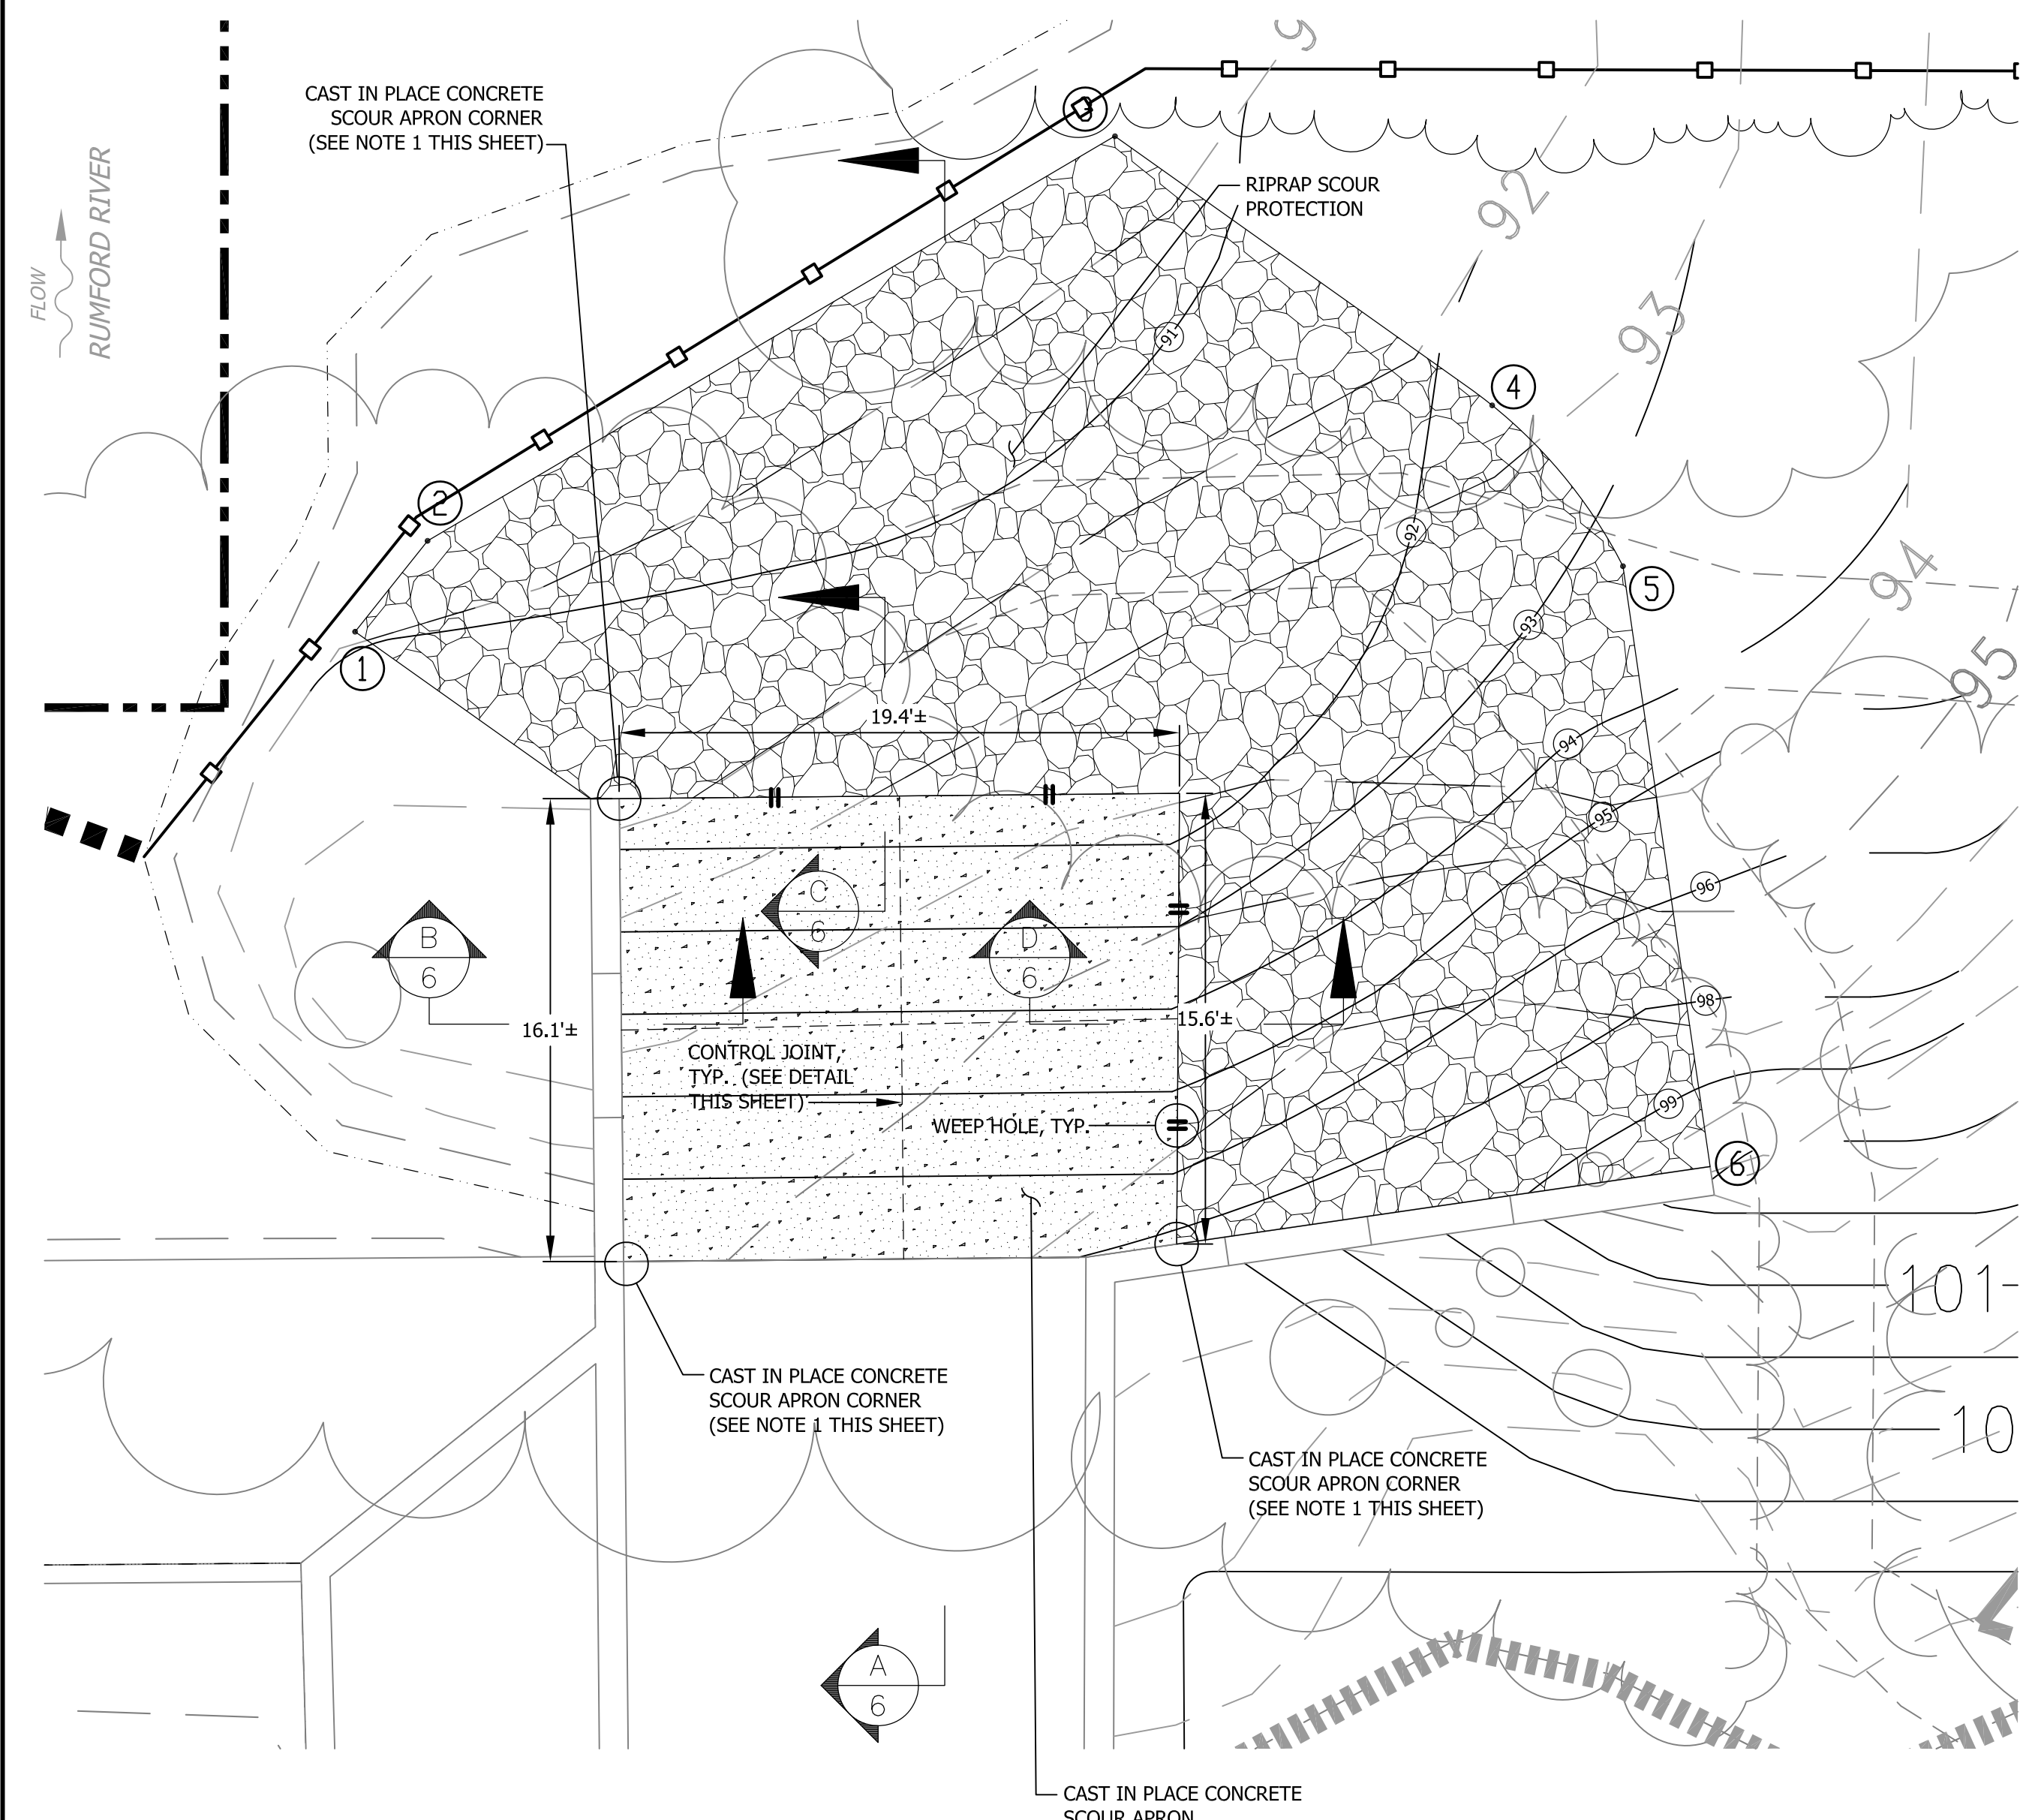 CAST IN PLACE CONCRETE
SCOUR APRON CORNER
(SEE NOTE 1 THIS SHEET)
FLOW
RUMFORD RIVER
9
3
RIPRAP SCOUR
PROTECTION
92
93
94
95
91
4
2
92
5
93
1
19.4'±
94
95
C
6
96
B
6
D
6
98
16.1'±
15.6'±
CONTROL JOINT,
TYP. (SEE DETAIL
THIS SHEET)
WEEP HOLE, TYP.
99
6
101
CAST IN PLACE CONCRETE
SCOUR APRON CORNER
(SEE NOTE 1 THIS SHEET)
10
CAST IN PLACE CONCRETE
SCOUR APRON CORNER
(SEE NOTE 1 THIS SHEET)
A
6
CAST IN PLACE CONCRETE
SCOUR APRON